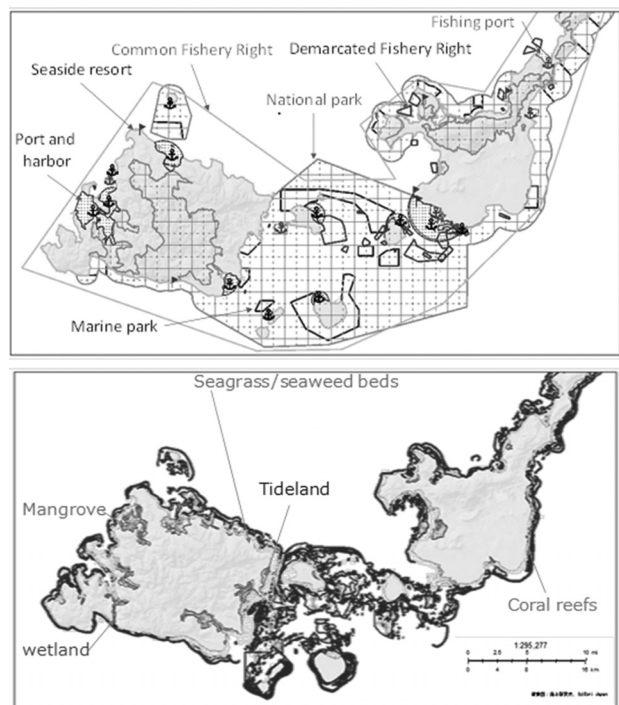 Fishing port
Common Fishery Right
Demarcated Fishery Right
Seaside resort
National park
Port and
harbor
Marine park
Seagrass/seaweed beds
Tideland
Mangrove
Coral reefs
wetland
1:295,277
0 2.5 5 10 mi
0 4 8 16 km